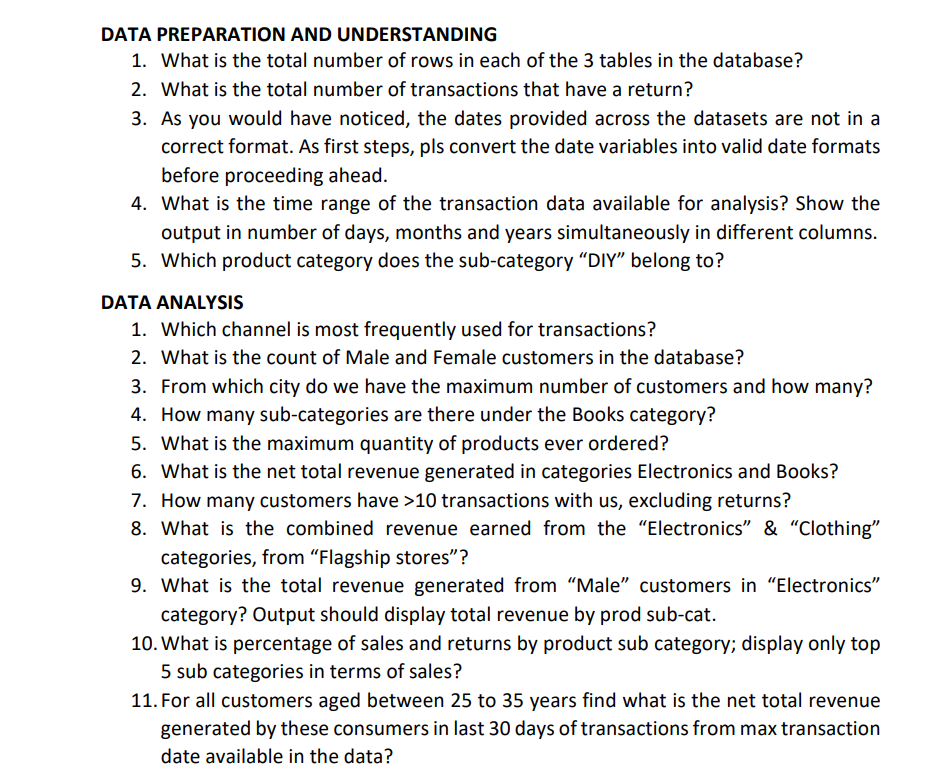 DATA PREPARATION AND UNDERSTANDING
1. What is the total number of rows in each of the 3 tables in the database?
2. What is the total number of transactions that have a return?
3. As you would have noticed, the dates provided across the datasets are not in a
correct format. As first steps, pls convert the date variables into valid date formats
before proceeding ahead.
4. What is the time range of the transaction data available for analysis? Show the
output in number of days, months and years simultaneously in different columns.
5. Which product category does the sub-category “DIY” belong to?
DATA ANALYSIS
1. Which channel is most frequently used for transactions?
2. What is the count of Male and Female customers in the database?
3. From which city do we have the maximum number of customers and how many?
4. How many sub-categories are there under the Books category?
5. What is the maximum quantity of products ever ordered?
6. What is the net total revenue generated in categories Electronics and Books?
7. How many customers have >10 transactions with us, excluding returns?
8. What is the combined revenue earned from the “Electronics” & “Clothing”
categories, from “Flagship stores”?
9. What is the total revenue generated from “Male” customers in “Electronics”
category? Output should display total revenue by prod sub-cat.
10. What is percentage of sales and returns by product sub category; display only top
5 sub categories in terms of sales?
11. For all customers aged between 25 to 35 years find what is the net total revenue
generated by these consumers in last 30 days of transactions from max transaction
date available in the data?